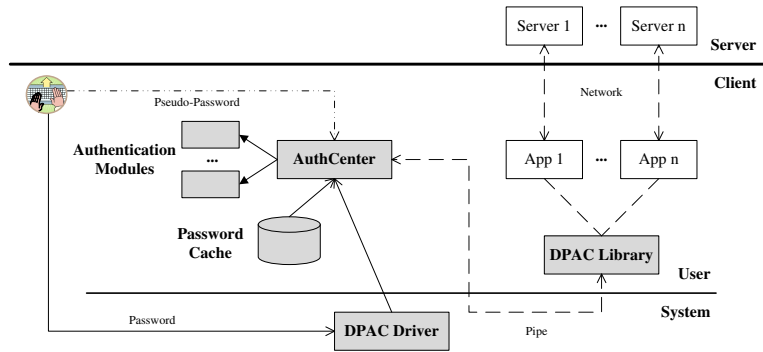 Server 1 ... Server n
Server
Client
Pseudo-Password
Network
Authentication
Modules
...
AuthCenter
App 1 ... App n
Password
Cache
DPAC Library
User
System
Password
DPAC Driver
Pipe